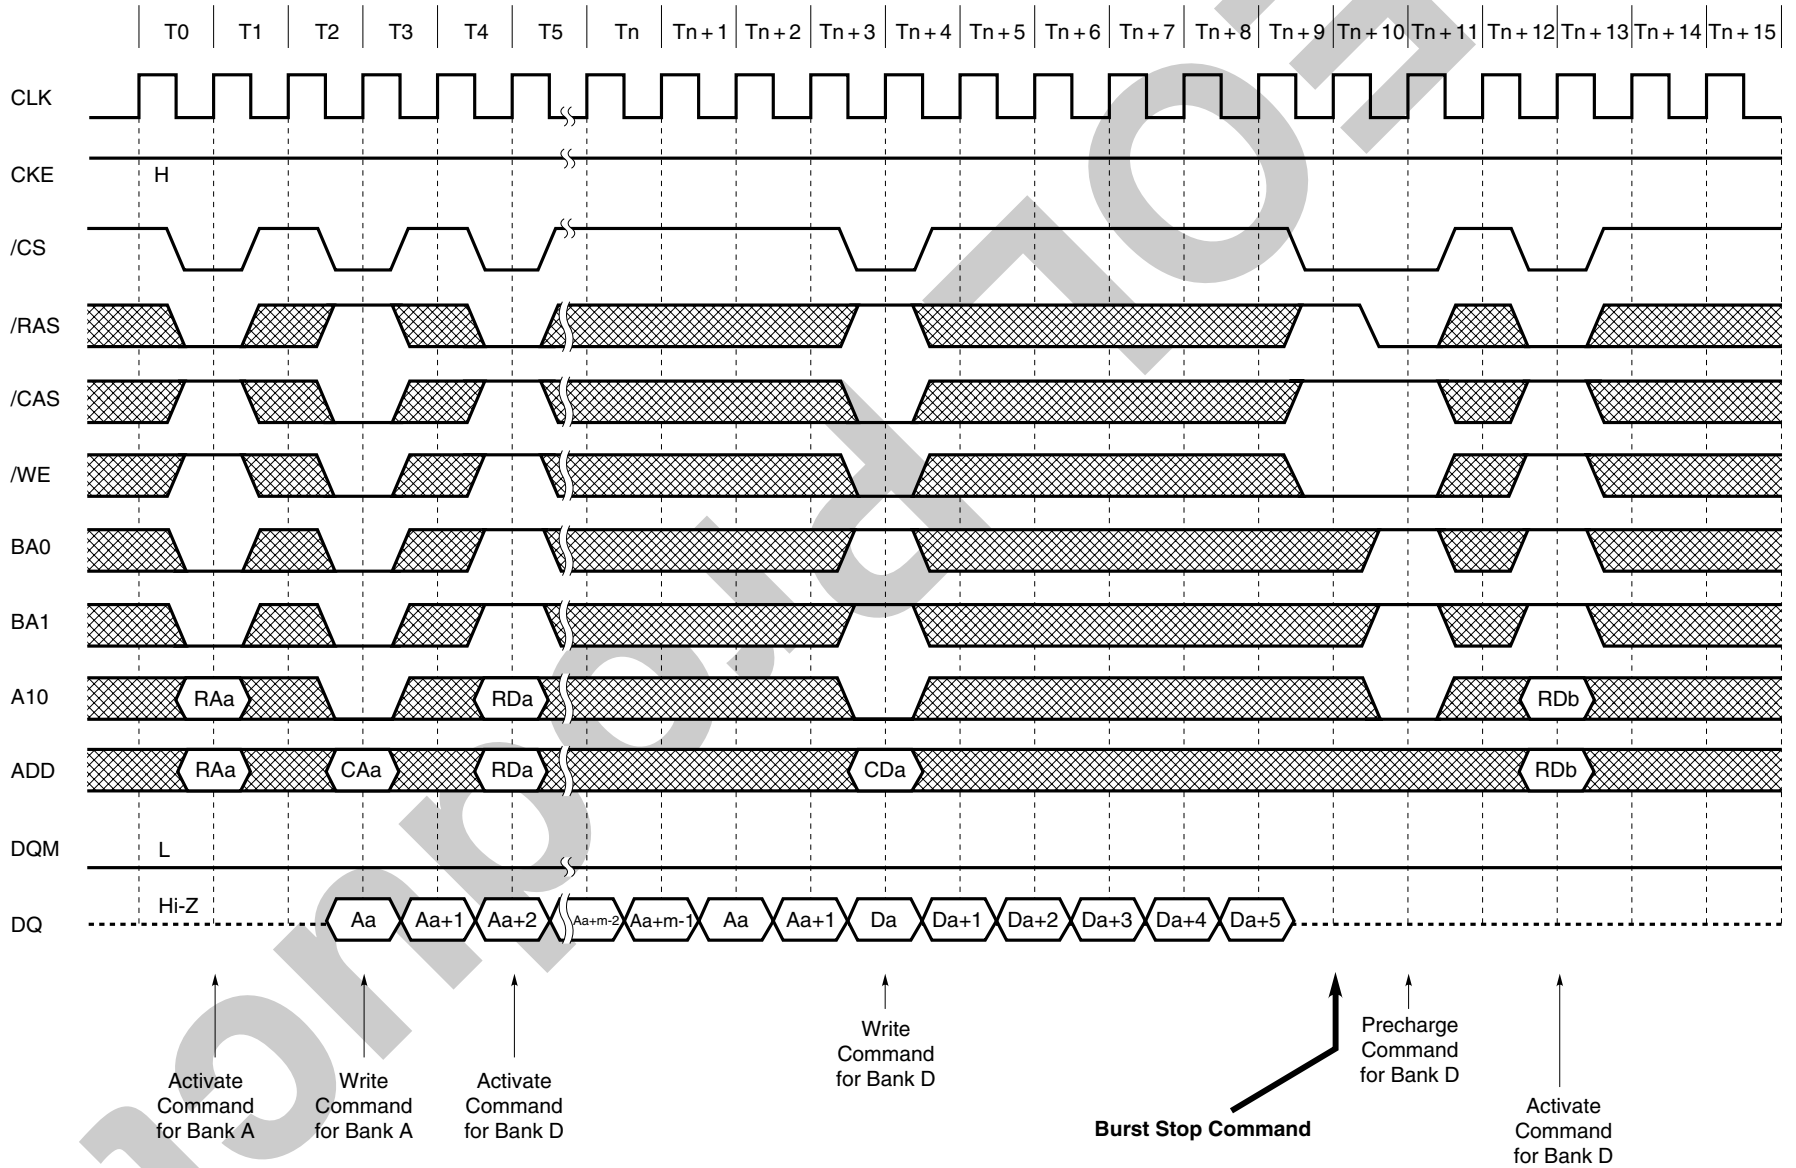 T0 T1 T2 T3 T4 T5 Tn Tn + 1 Tn + 2 Tn + 3 Tn + 4 Tn + 5 Tn + 6 Tn + 7 Tn + 8 Tn + 9 Tn + 10 Tn + 11 Tn + 12 Tn + 13 Tn + 14 Tn + 15
CLK
CKE H
/CS
/RAS
/CAS
/WE
BA0
BA1
A10 RAa RDa RDb
ADD RAa CAa RDa CDa RDb
DQM L
Hi-Z
DQ Aa Aa+1 Aa+2 Aa+m-2 Aa+m-1 Aa Aa+1 Da Da+1 Da+2 Da+3 Da+4 Da+5
Activate
Command
for Bank A
Write
Command
for Bank A
Activate
Command
for Bank D
Write
Command
for Bank D
Burst Stop Command
Precharge
Command
for Bank D
Activate
Command
for Bank D
EOL Product